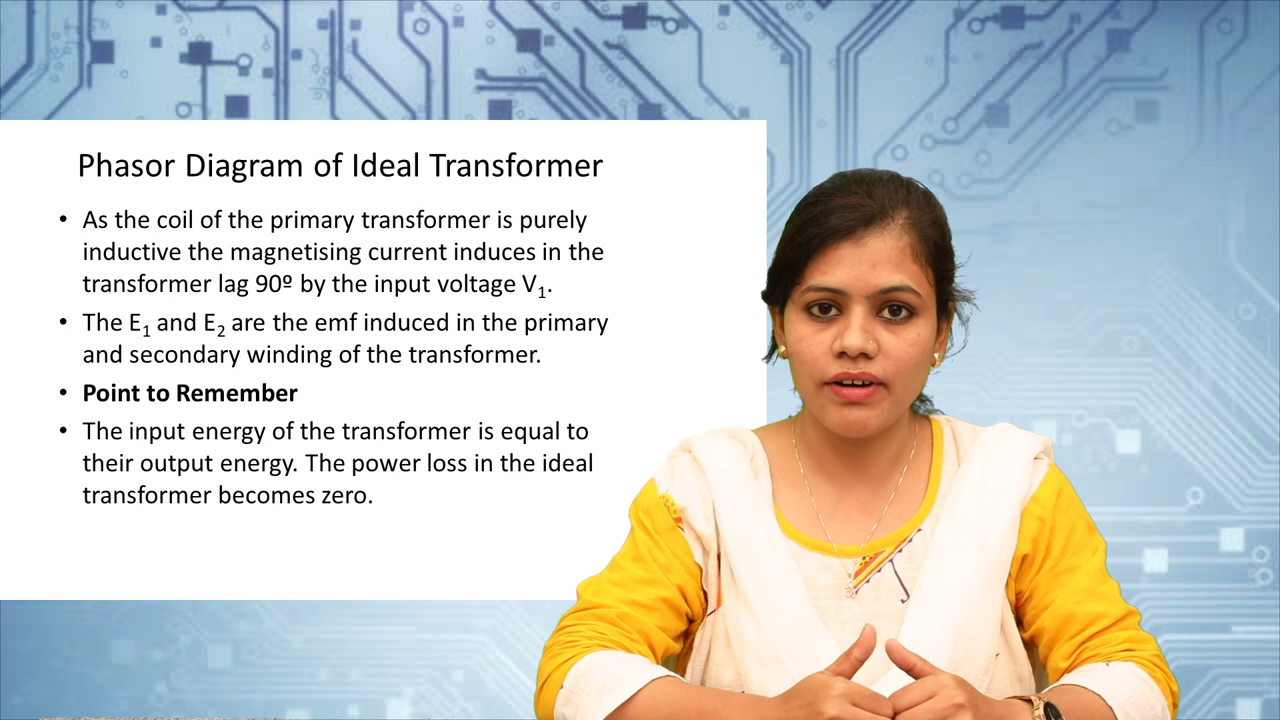 Phasor Diagram of Ideal Transformer
• As the coil of the primary transformer is purely
inductive the magnetising current induces in the
transformer lag 90º by the input voltage V₁.
• The E₁ and E₂ are the emf induced in the primary
and secondary winding of the transformer.
• Point to Remember
• The input energy of the transformer is equal to
their output energy. The power loss in the ideal
transformer becomes zero.